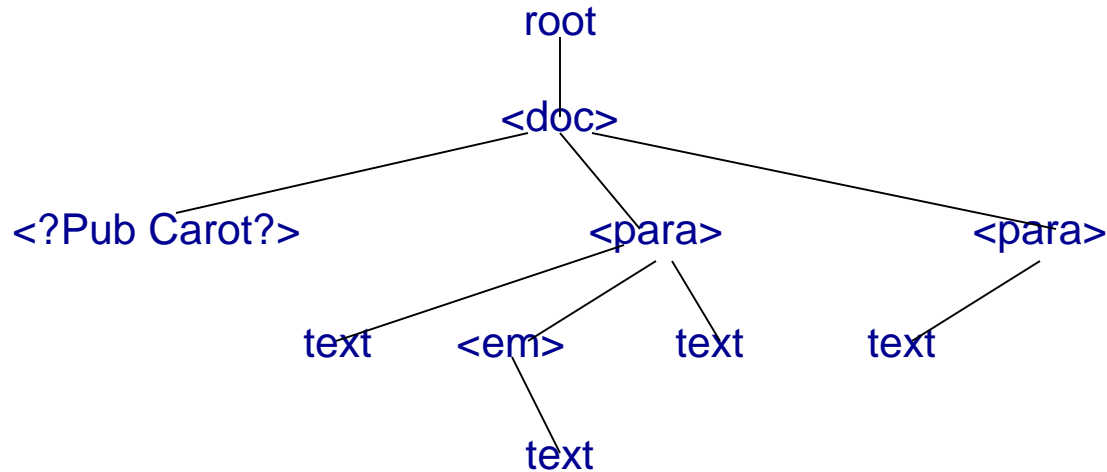 root
<doc>
<?Pub Carot?> <para> <para>
text <em> text text
text